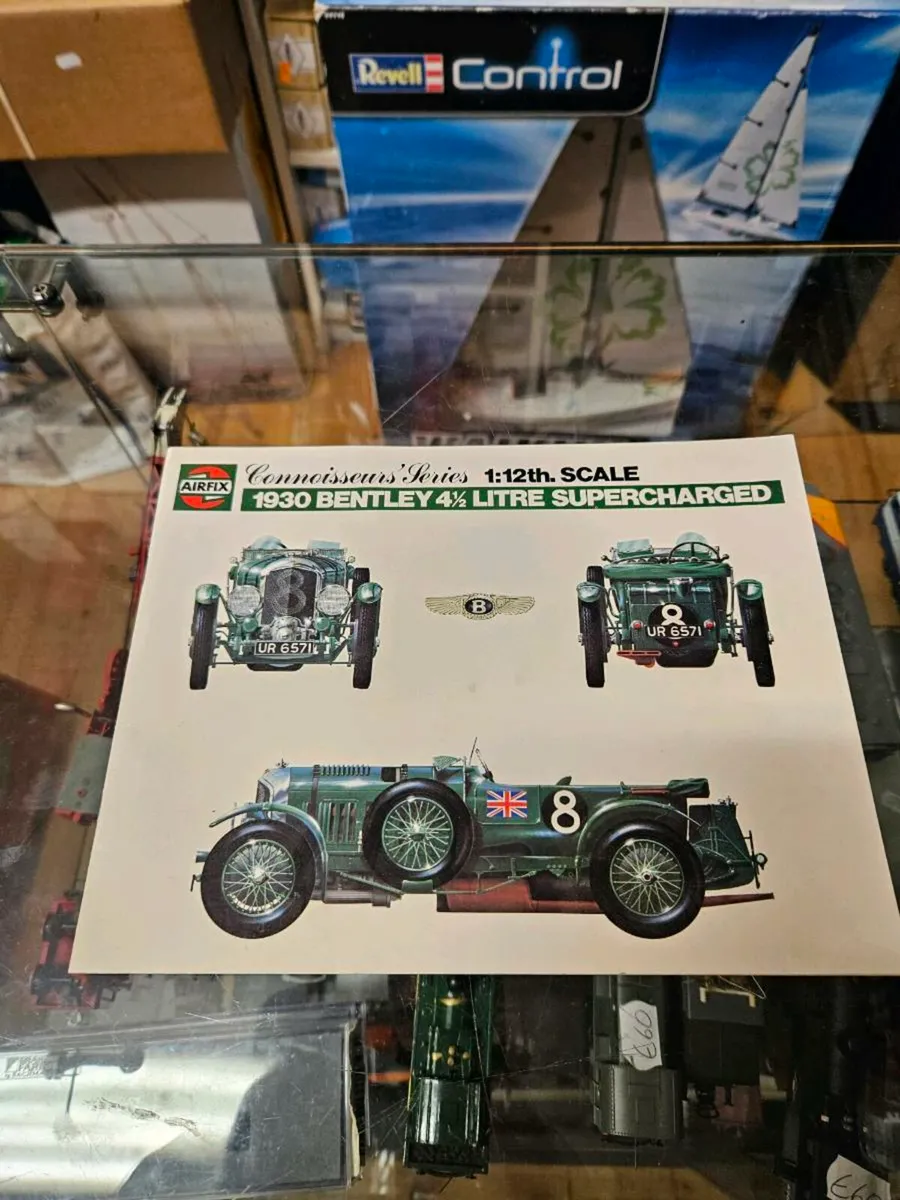 Revell Control
AIRFIX
Connoisseurs' Series 1:12th. SCALE
1930 BENTLEY 4½ LITRE SUPERCHARGED
8
B
8
UR 6571
UR 6571
8
£60